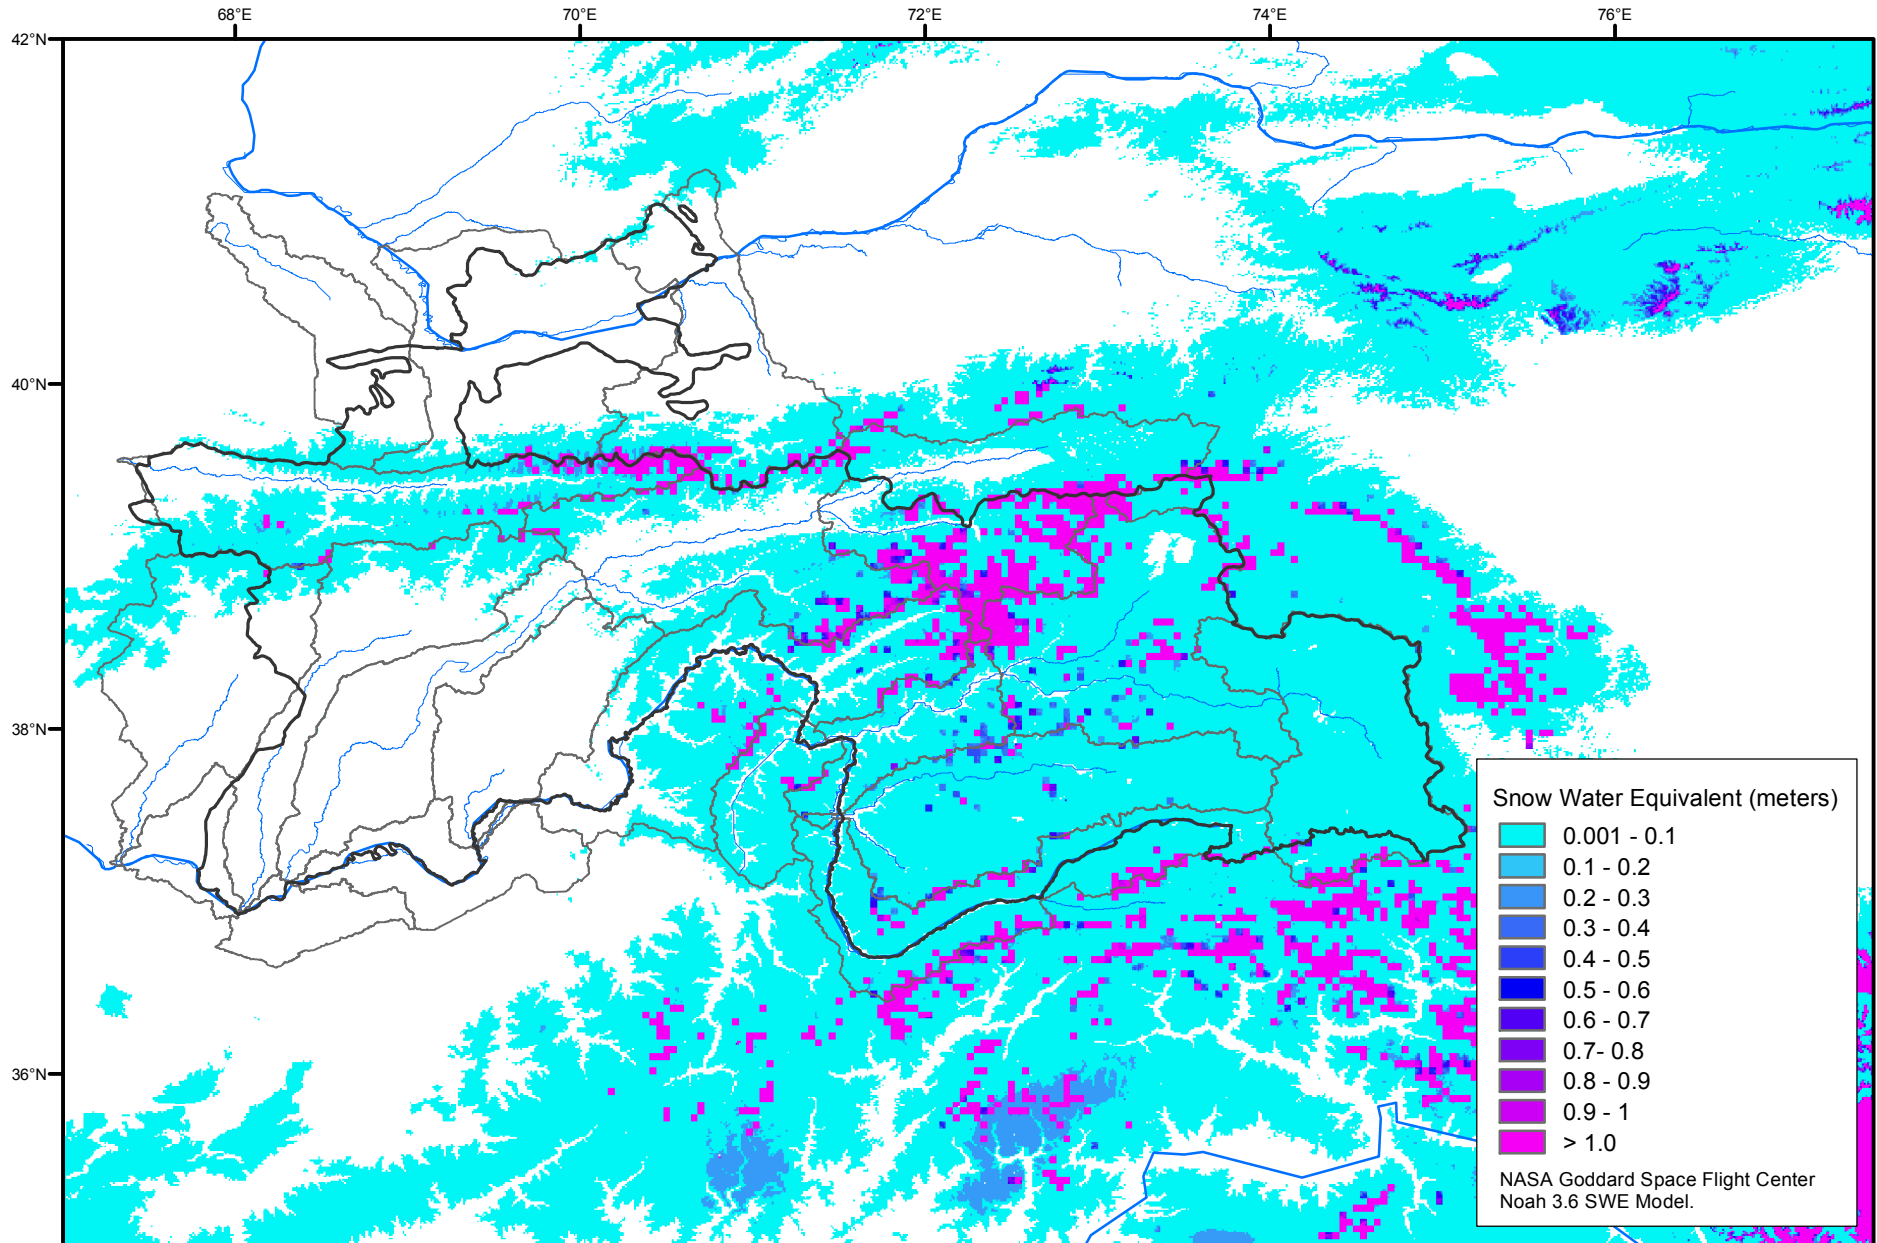 68°E
70°E
72°E
74°E
76°E
42°N
40°N
38°N
36°N
Snow Water Equivalent (meters)
0.001 - 0.1
0.1 - 0.2
0.2 - 0.3
0.3 - 0.4
0.4 - 0.5
0.5 - 0.6
0.6 - 0.7
0.7- 0.8
0.8 - 0.9
0.9 - 1
> 1.0
NASA Goddard Space Flight Center
Noah 3.6 SWE Model.